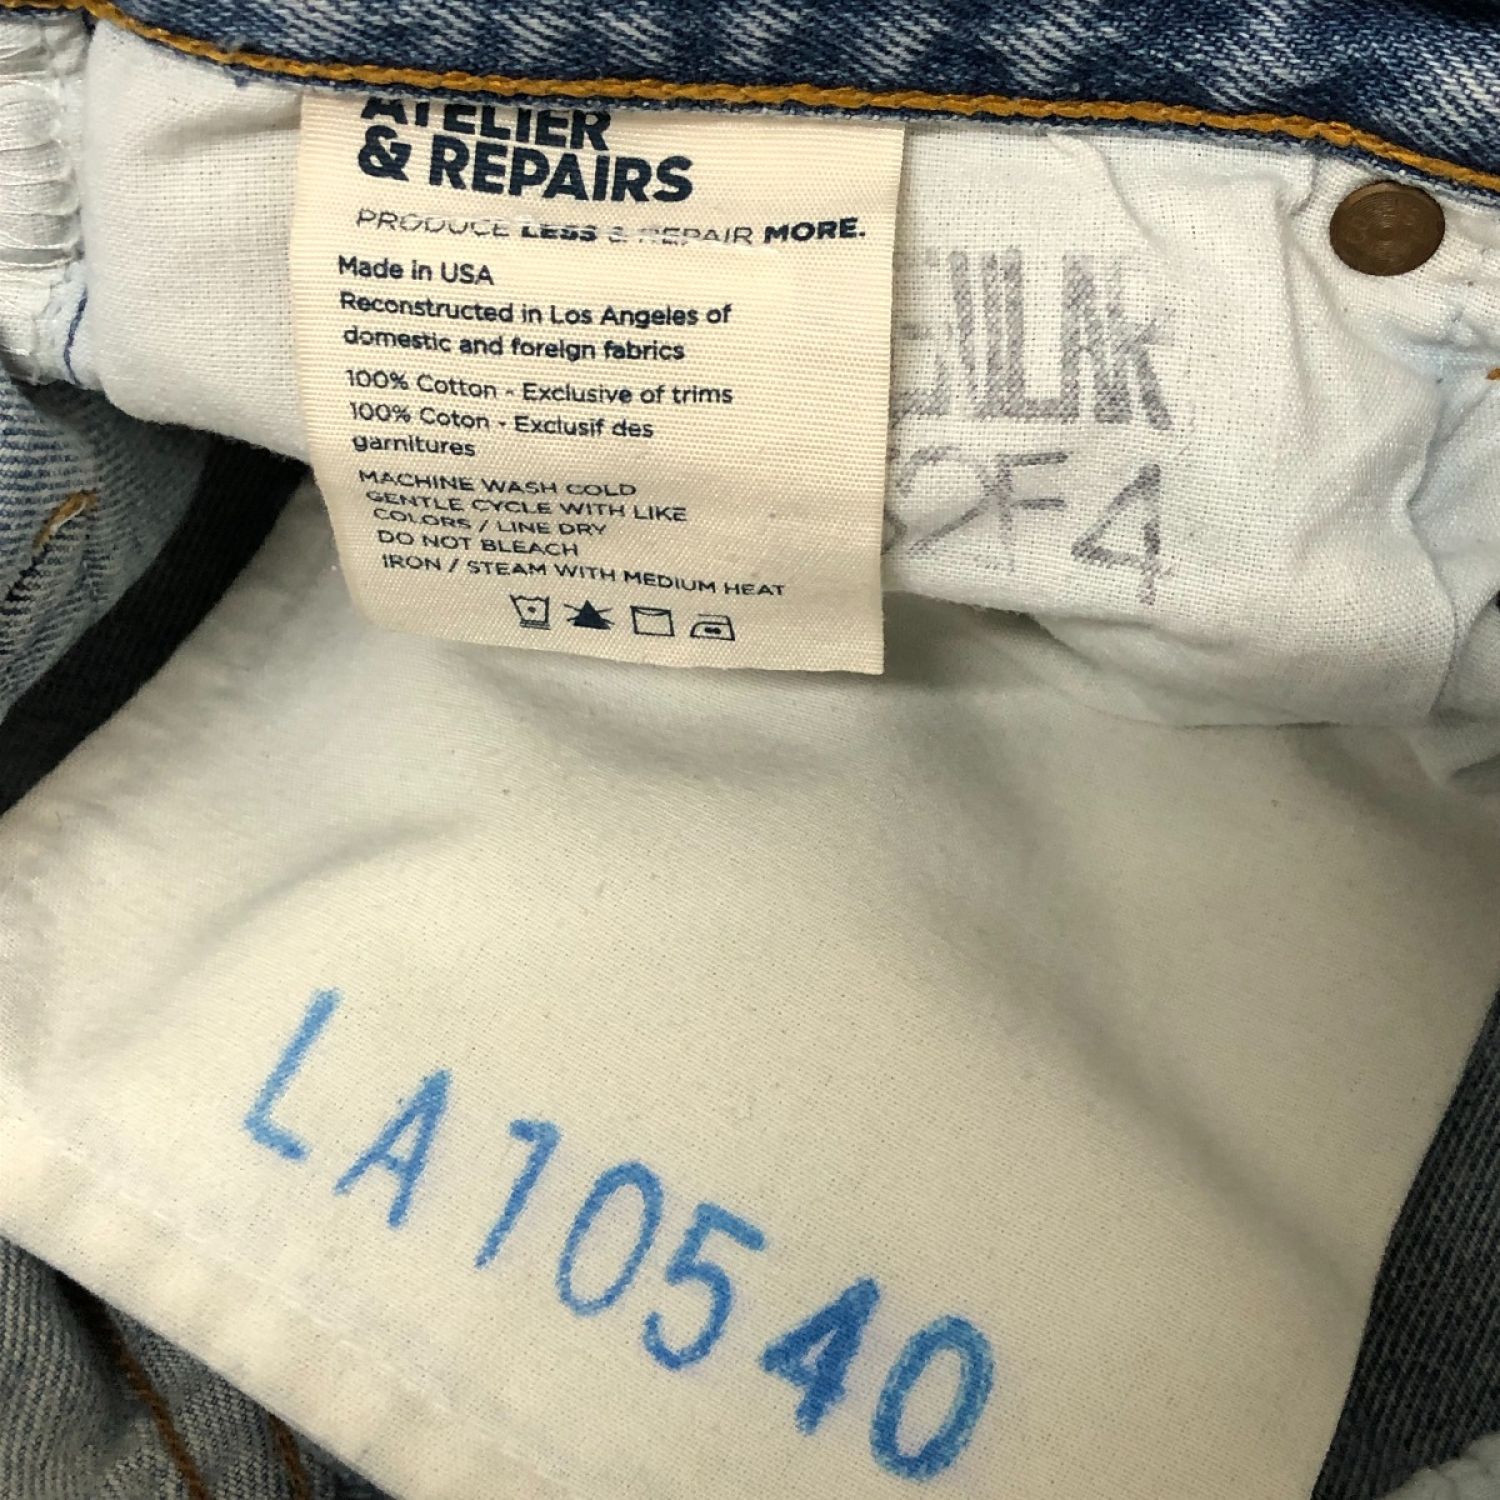 ATELIER
& REPAIRS
PRODUCE LESS & REPAIR MORE.
Made in USA
Reconstructed in Los Angeles of
domestic and foreign fabrics
100% Cotton - Exclusive of trims
100% Coton - Exclusif des
garnitures
MACHINE WASH COLD
GENTLE CYCLE WITH LIKE
COLORS / LINE DRY
DO NOT BLEACH
IRON / STEAM WITH MEDIUM HEAT
LA10540